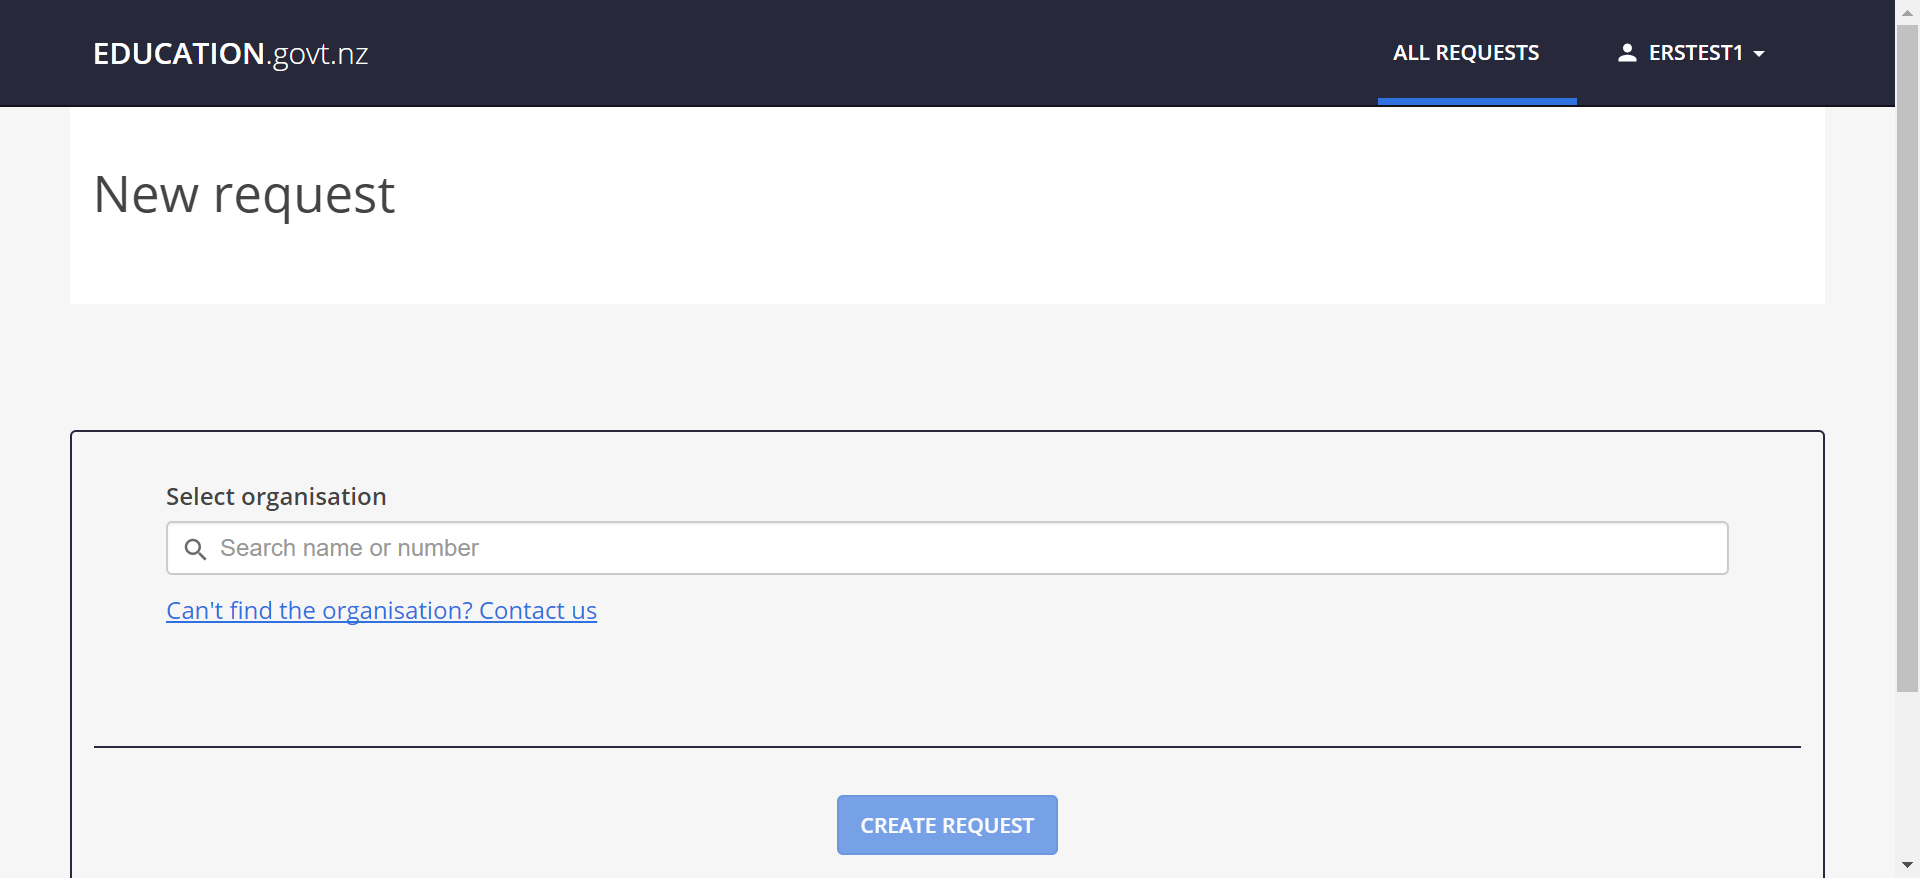 EDUCATION.govt.nz
ALL REQUESTS
ERSTEST1
New request
Select organisation
Search name or number
Can't find the organisation? Contact us
CREATE REQUEST